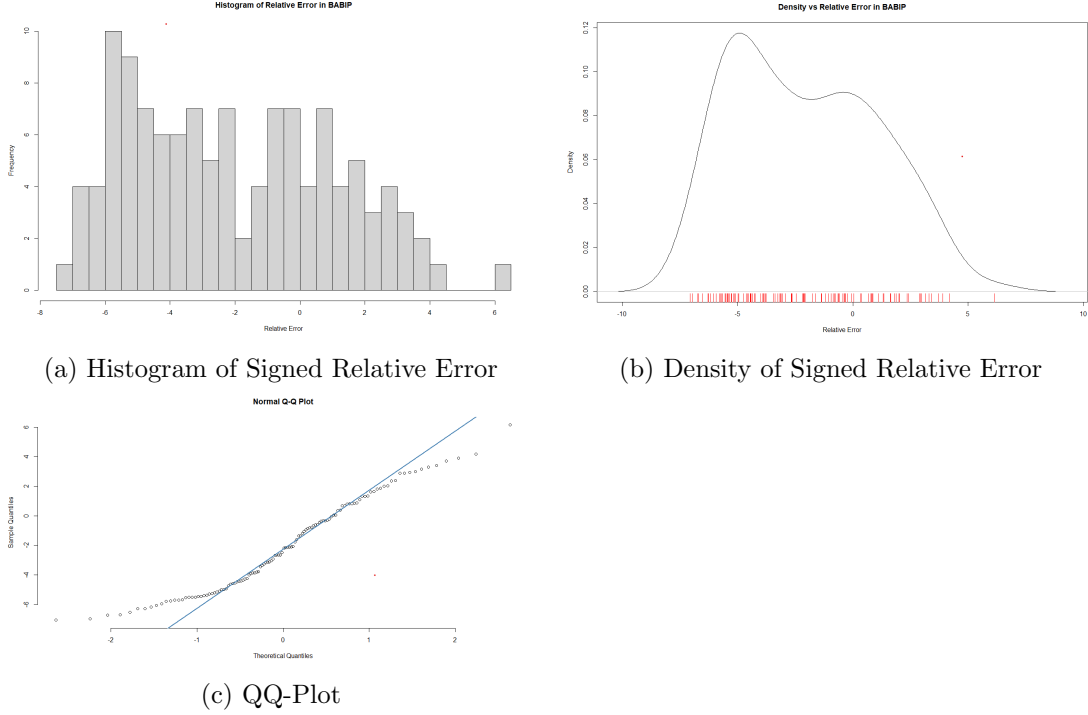 Histogram of Relative Error in BABIP
Frequency
0 2 4 6 8 10
-8 -6 -4 -2 0 2 4 6
Relative Error
(a) Histogram of Signed Relative Error
Density vs Relative Error in BABIP
Density
0.00 0.02 0.04 0.06 0.08 0.10 0.12
-10 -5 0 5 10
Relative Error
(b) Density of Signed Relative Error
Normal Q-Q Plot
Sample Quantiles
-6 -4 -2 0 2 4 6
-2 -1 0 1 2
Theoretical Quantiles
(c) QQ-Plot